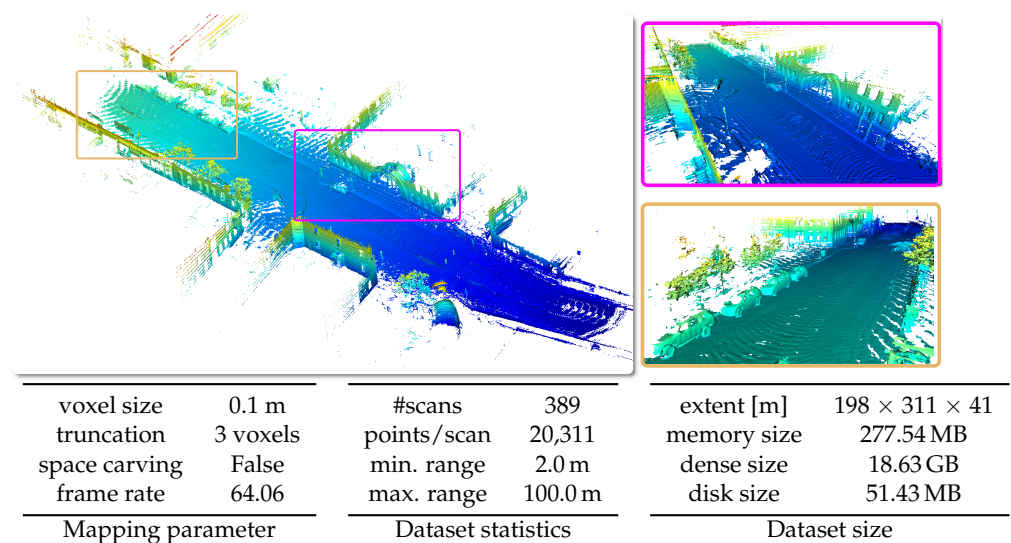 voxel size 0.1 m
truncation 3 voxels
space carving False
frame rate 64.06
Mapping parameter
#scans 389
points/scan 20,311
min. range 2.0 m
max. range 100.0 m
Dataset statistics
extent [m] 198 × 311 × 41
memory size 277.54 MB
dense size 18.63 GB
disk size 51.43 MB
Dataset size